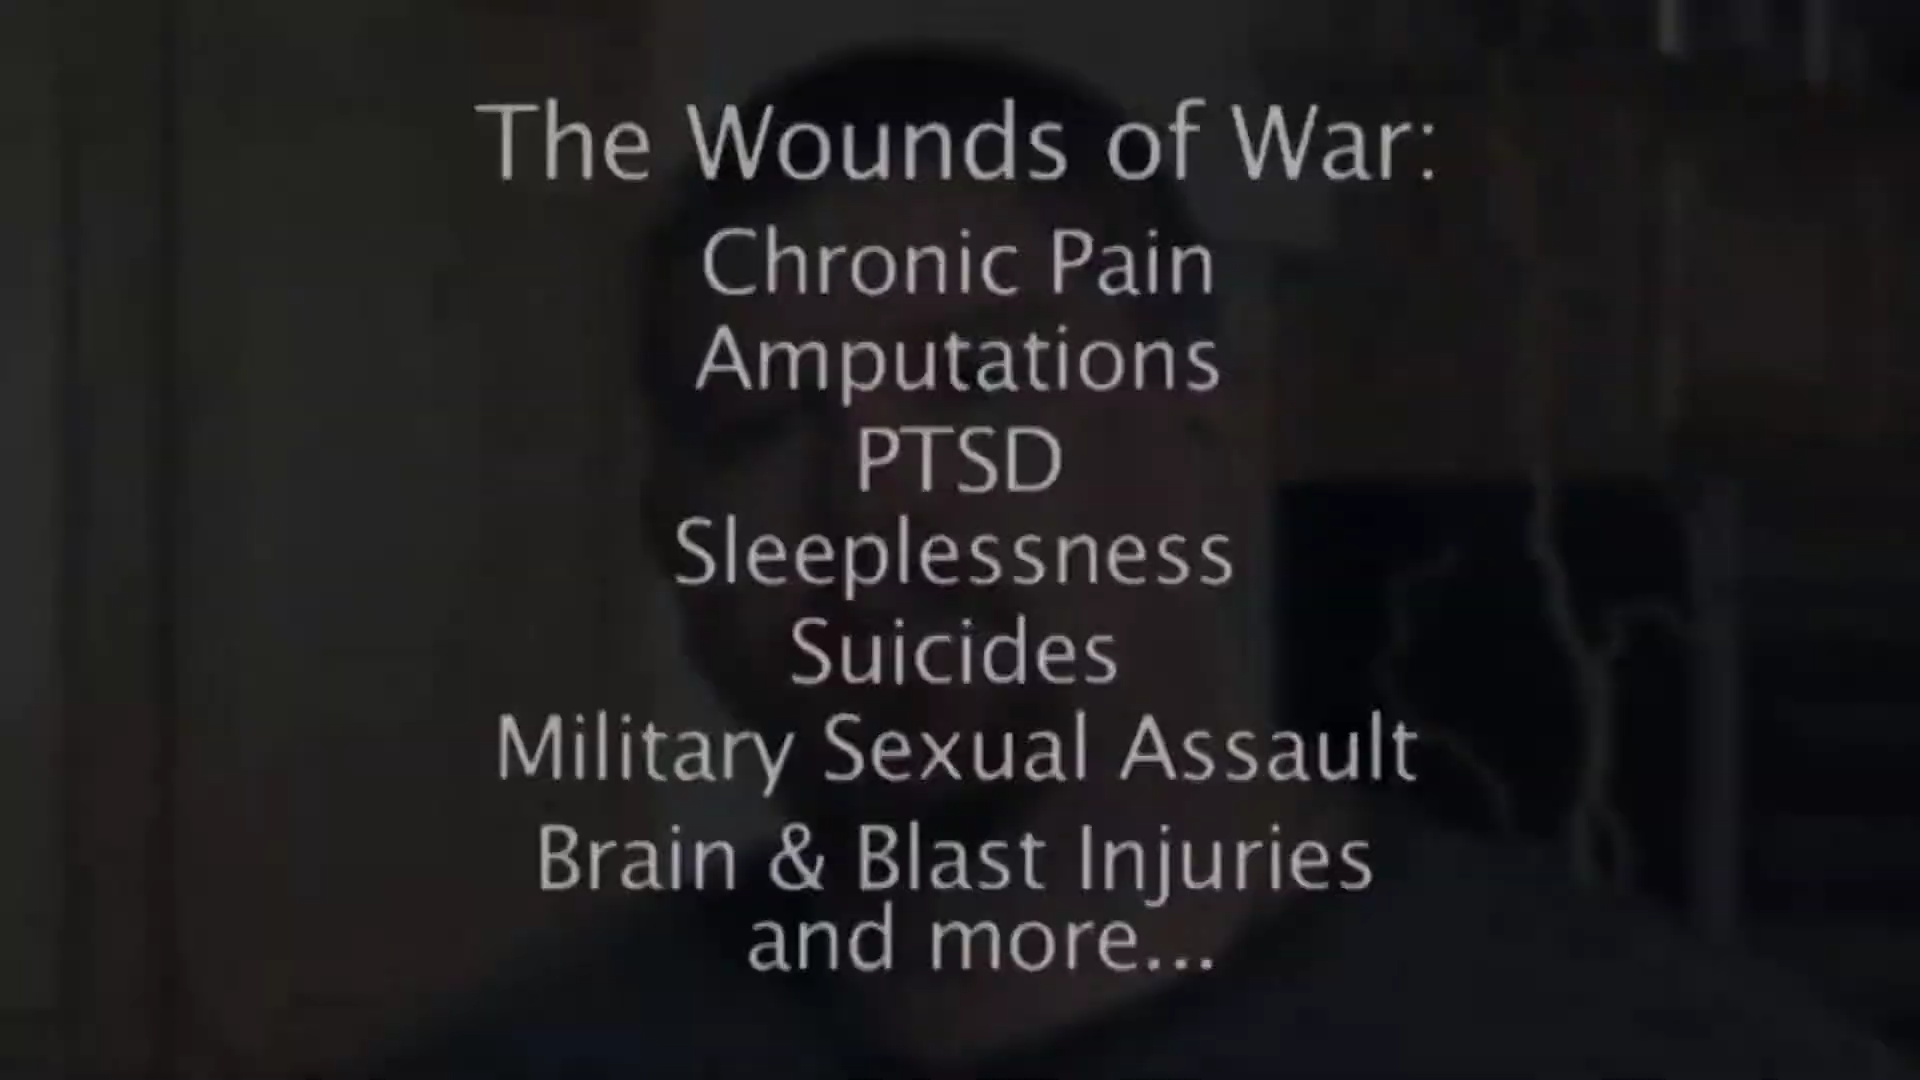 The Wounds of War:
Chronic Pain
Amputations
PTSD
Sleeplessness
Suicides
Military Sexual Assault
Brain & Blast Injuries
and more...